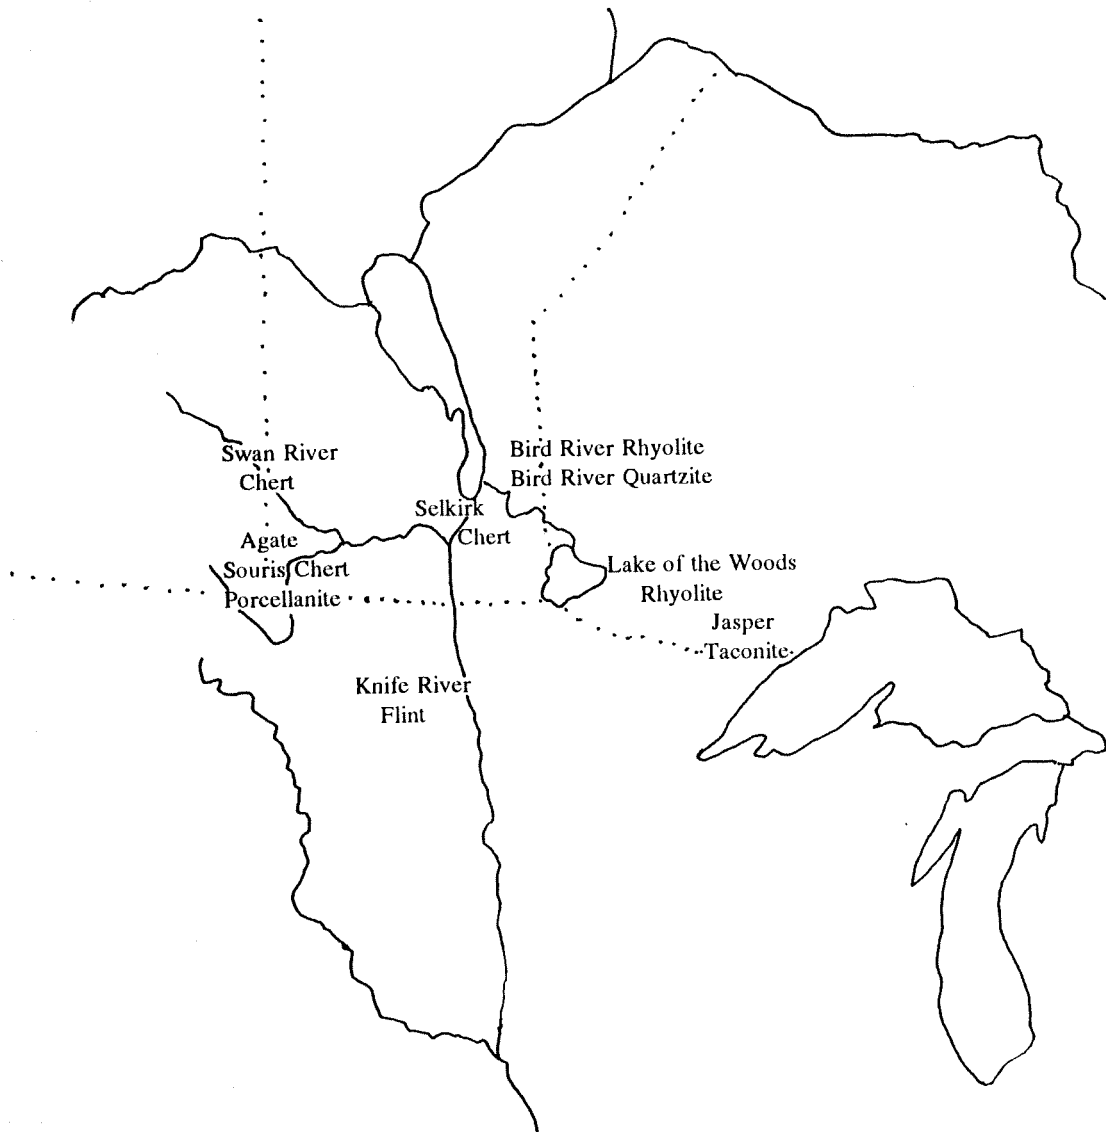 Swan River
Chert
Bird River Rhyolite
Bird River Quartzite
Selkirk
Chert
Agate
Souris Chert
Porcellanite
Lake of the Woods
Rhyolite
Jasper
Taconite
Knife River
Flint